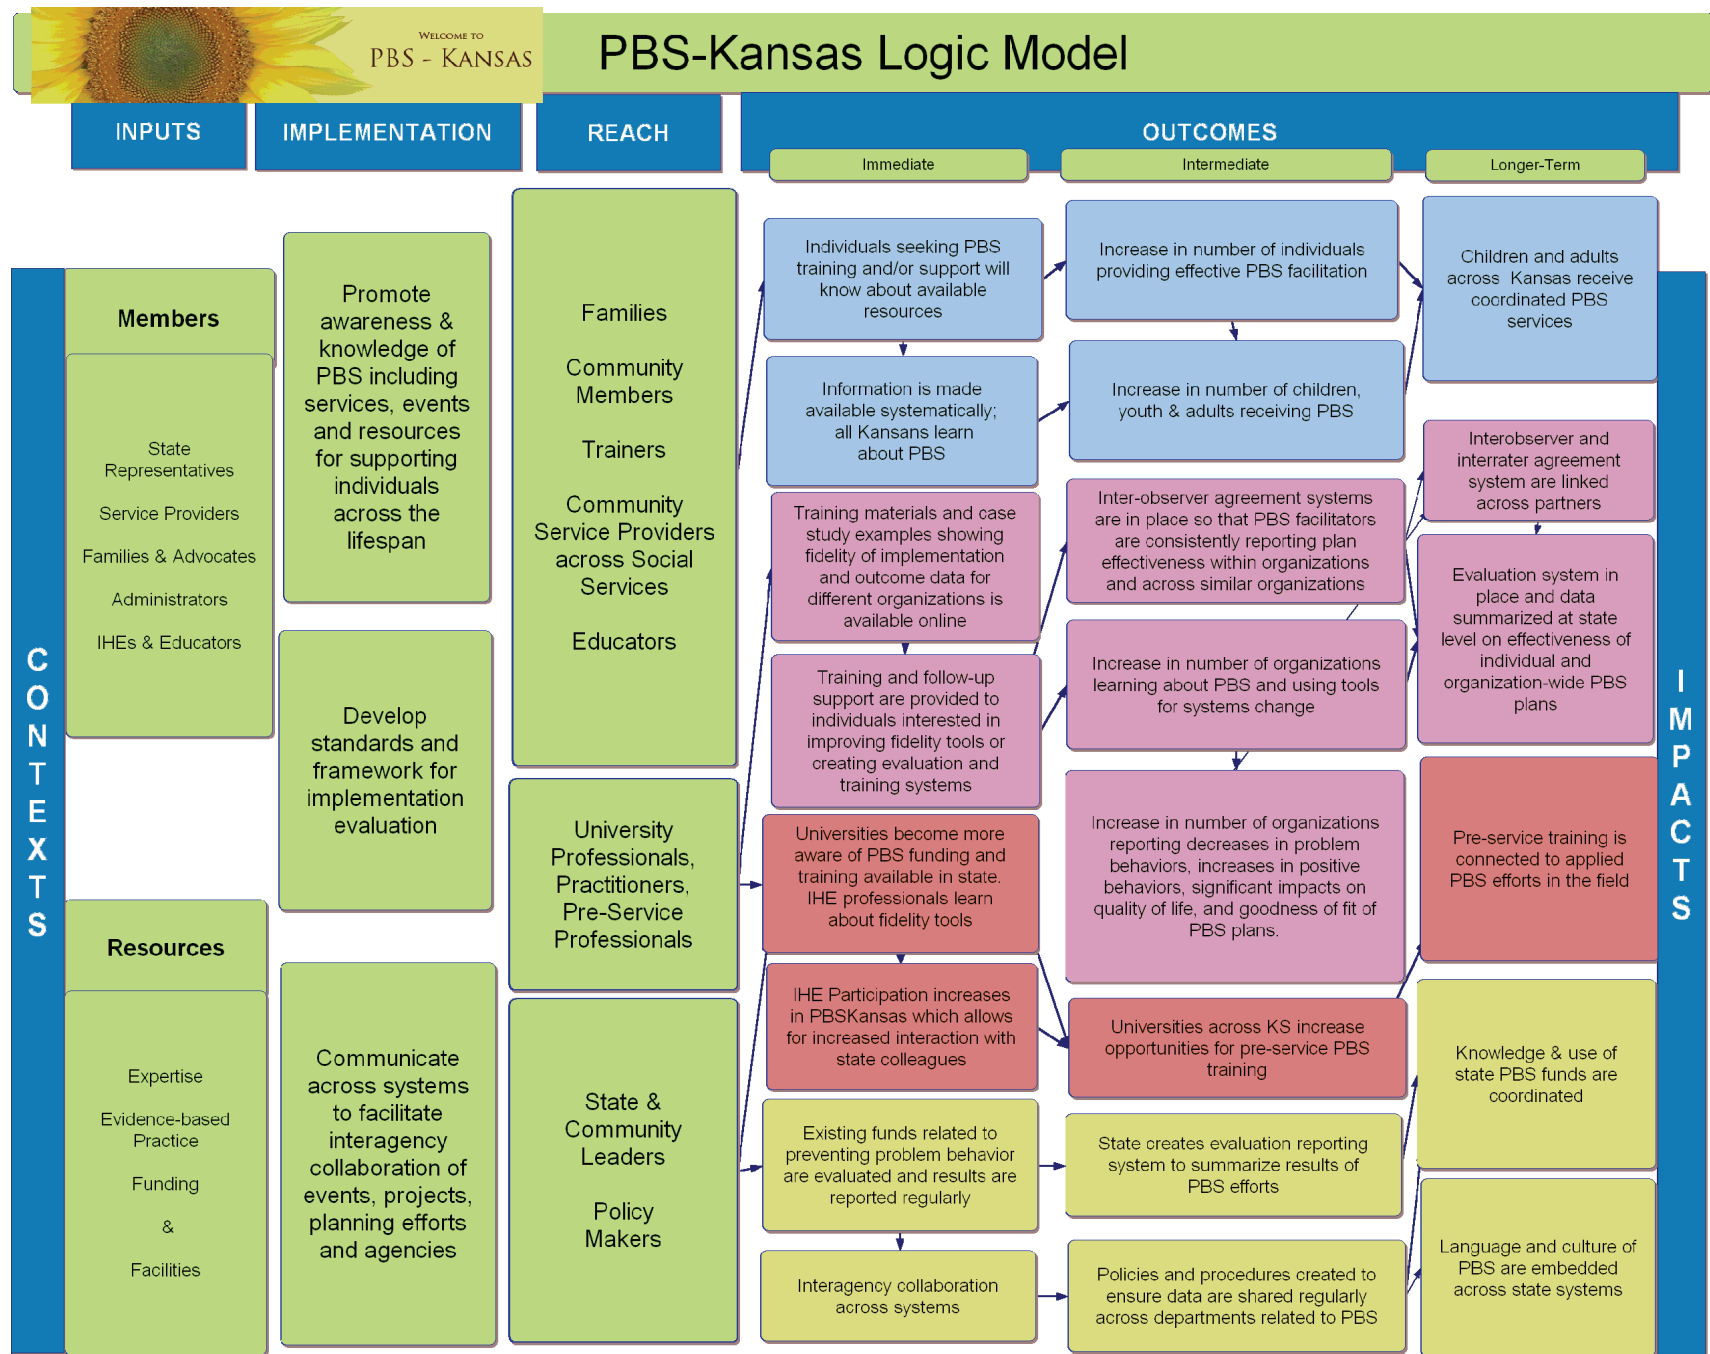 WELCOME TO
PBS - KANSAS
PBS-Kansas Logic Model
INPUTS
IMPLEMENTATION
REACH
OUTCOMES
Immediate
Intermediate
Longer-Term
CONTEXTS
Members
State
Representatives
Service Providers
Families & Advocates
Administrators
IHEs & Educators
Resources
Expertise
Evidence-based
Practice
Funding
&
Facilities
Promote
awareness &
knowledge of
PBS including
services, events
and resources
for supporting
individuals
across the
lifespan
Develop
standards and
framework for
implementation
evaluation
Communicate
across systems
to facilitate
interagency
collaboration of
events, projects,
planning efforts
and agencies
Families
Community
Members
Trainers
Community
Service Providers
across Social
Services
Educators
University
Professionals,
Practitioners,
Pre-Service
Professionals
State &
Community
Leaders
Policy
Makers
Individuals seeking PBS
training and/or support will
know about available
resources
Information is made
available systematically;
all Kansans learn
about PBS
Training materials and case
study examples showing
fidelity of implementation
and outcome data for
different organizations is
available online
Training and follow-up
support are provided to
individuals interested in
improving fidelity tools or
creating evaluation and
training systems
Universities become more
aware of PBS funding and
training available in state.
IHE professionals learn
about fidelity tools
IHE Participation increases
in PBSKansas which allows
for increased interaction with
state colleagues
Existing funds related to
preventing problem behavior
are evaluated and results are
reported regularly
Interagency collaboration
across systems
Increase in number of individuals
providing effective PBS facilitation
Increase in number of children,
youth & adults receiving PBS
Inter-observer agreement systems
are in place so that PBS facilitators
are consistently reporting plan
effectiveness within organizations
and across similar organizations
Increase in number of organizations
learning about PBS and using tools
for systems change
Increase in number of organizations
reporting decreases in problem
behaviors, increases in positive
behaviors, significant impacts on
quality of life, and goodness of fit of
PBS plans.
Universities across KS increase
opportunities for pre-service PBS
training
State creates evaluation reporting
system to summarize results of
PBS efforts
Policies and procedures created to
ensure data are shared regularly
across departments related to PBS
Children and adults
across Kansas receive
coordinated PBS
services
Interobserver and
interrater agreement
system are linked
across partners
Evaluation system in
place and data
summarized at state
level on effectiveness of
individual and
organization-wide PBS
plans
Pre-service training is
connected to applied
PBS efforts in the field
Knowledge & use of
state PBS funds are
coordinated
Language and culture of
PBS are embedded
across state systems
IMPACTS